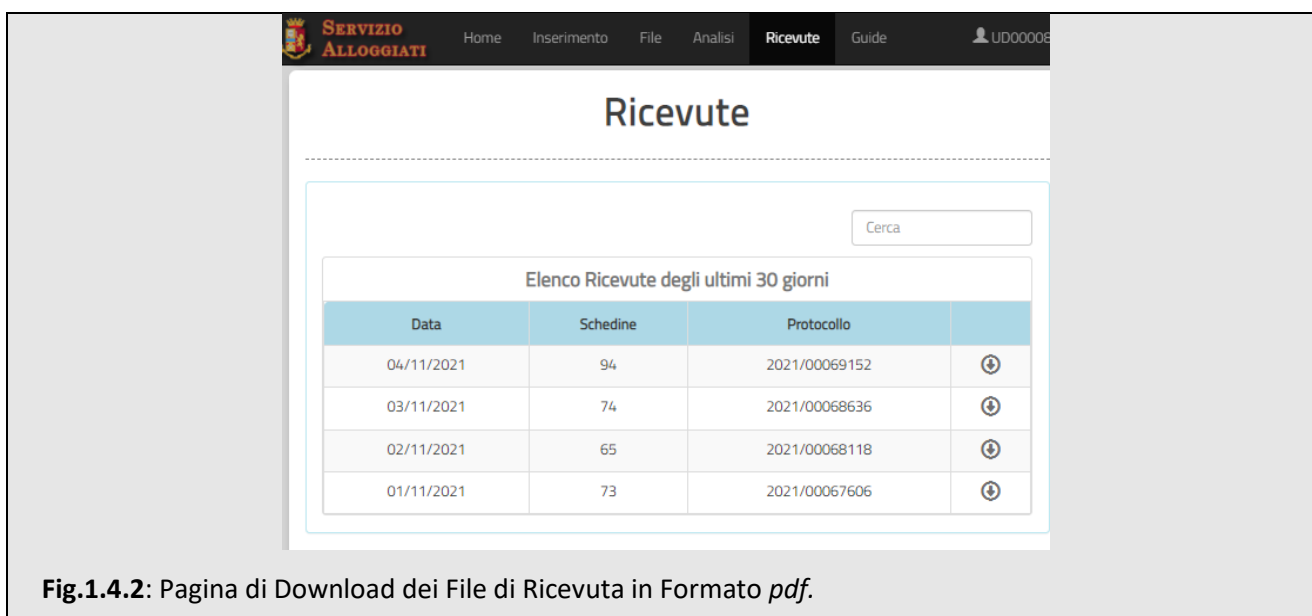 SERVIZIO ALLOGGIATI Home Inserimento File Analisi Ricevute Guide UD00008
Ricevute
Cerca
Elenco Ricevute degli ultimi 30 giorni
Data Schedine Protocollo
04/11/2021 94 2021/00069152
03/11/2021 74 2021/00068636
02/11/2021 65 2021/00068118
01/11/2021 73 2021/00067606
Fig.1.4.2: Pagina di Download dei File di Ricevuta in Formato pdf.